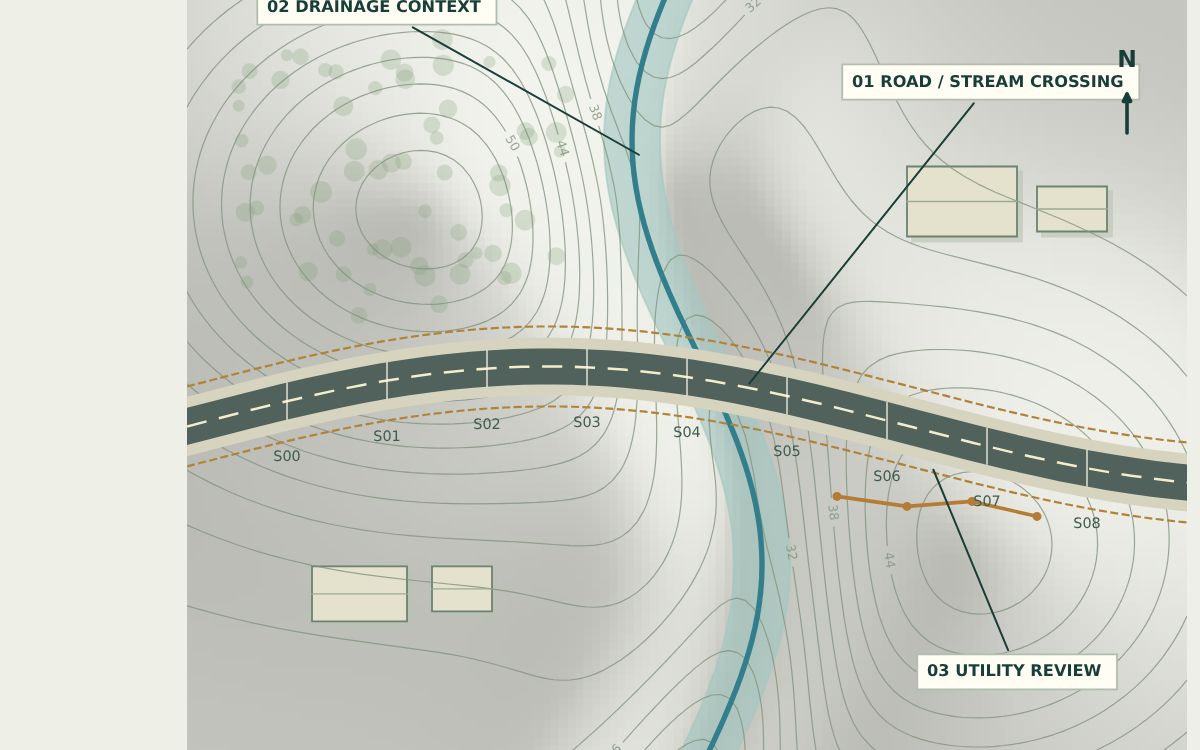 02 DRAINAGE CONTEXT
32
N
01 ROAD / STREAM CROSSING
38
50
44
S00
S01
S02
S03
S04
S05
S06
S07
S08
38
32
44
03 UTILITY REVIEW